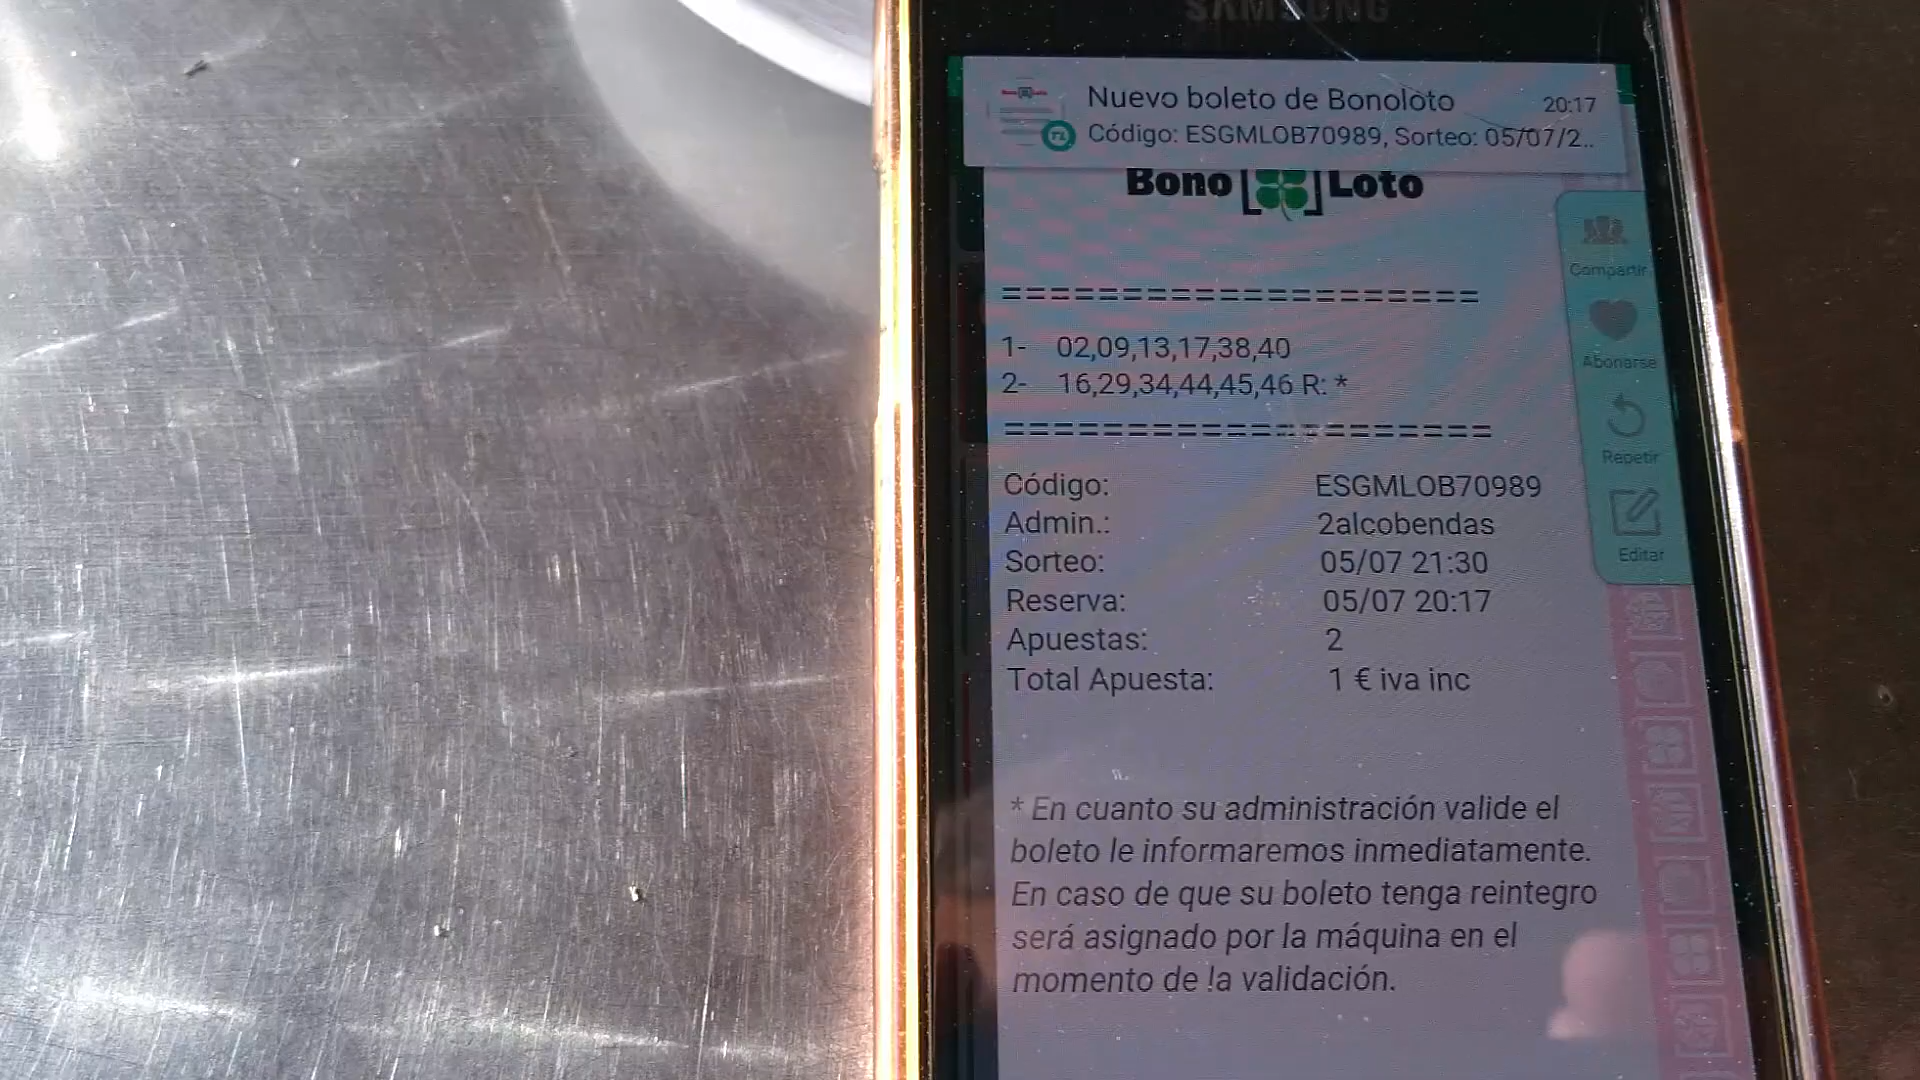 SAMSUNG
Nuevo boleto de Bonoloto 20:17
Código: ESGMLOB70989, Sorteo: 05/07/2..
Bono Loto
====================
1- 02,09,13,17,38,40
2- 16,29,34,44,45,46 R: *
====================
Código: ESGMLOB70989
Admin.: 2alcobendas
Sorteo: 05/07 21:30
Reserva: 05/07 20:17
Apuestas: 2
Total Apuesta: 1 € iva inc
* En cuanto su administración valide el
boleto le informaremos inmediatamente.
En caso de que su boleto tenga reintegro
será asignado por la máquina en el
momento de la validación.
Compartir
Abonarse
Repetir
Editar